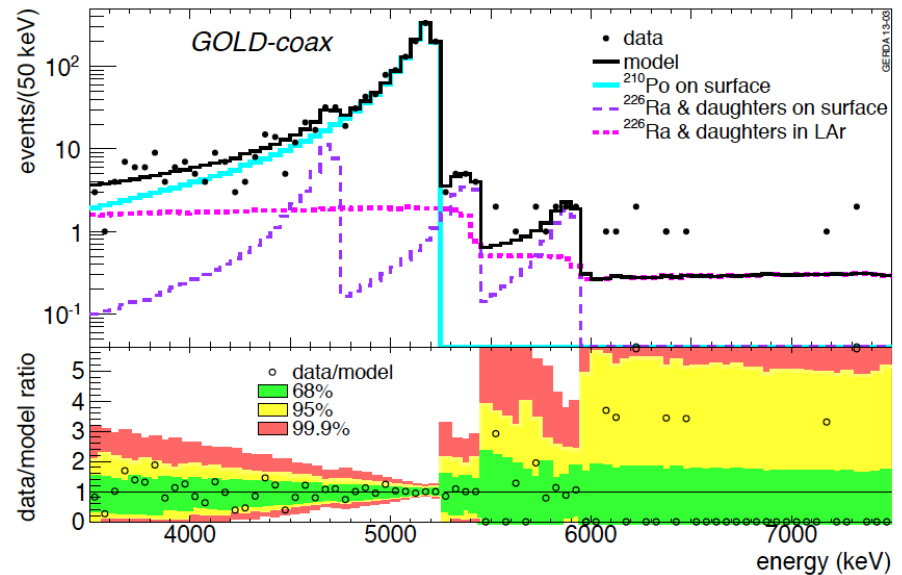 GOLD-coax
GERDA 13-03
data
model
²¹⁰Po on surface
²²⁶Ra & daughters on surface
²²⁶Ra & daughters in LAr
events/(50 keV)
10²
10
1
10⁻¹
data/model
68%
95%
99.9%
data/model ratio
5
4
3
2
1
0
4000 5000 6000 7000
energy (keV)